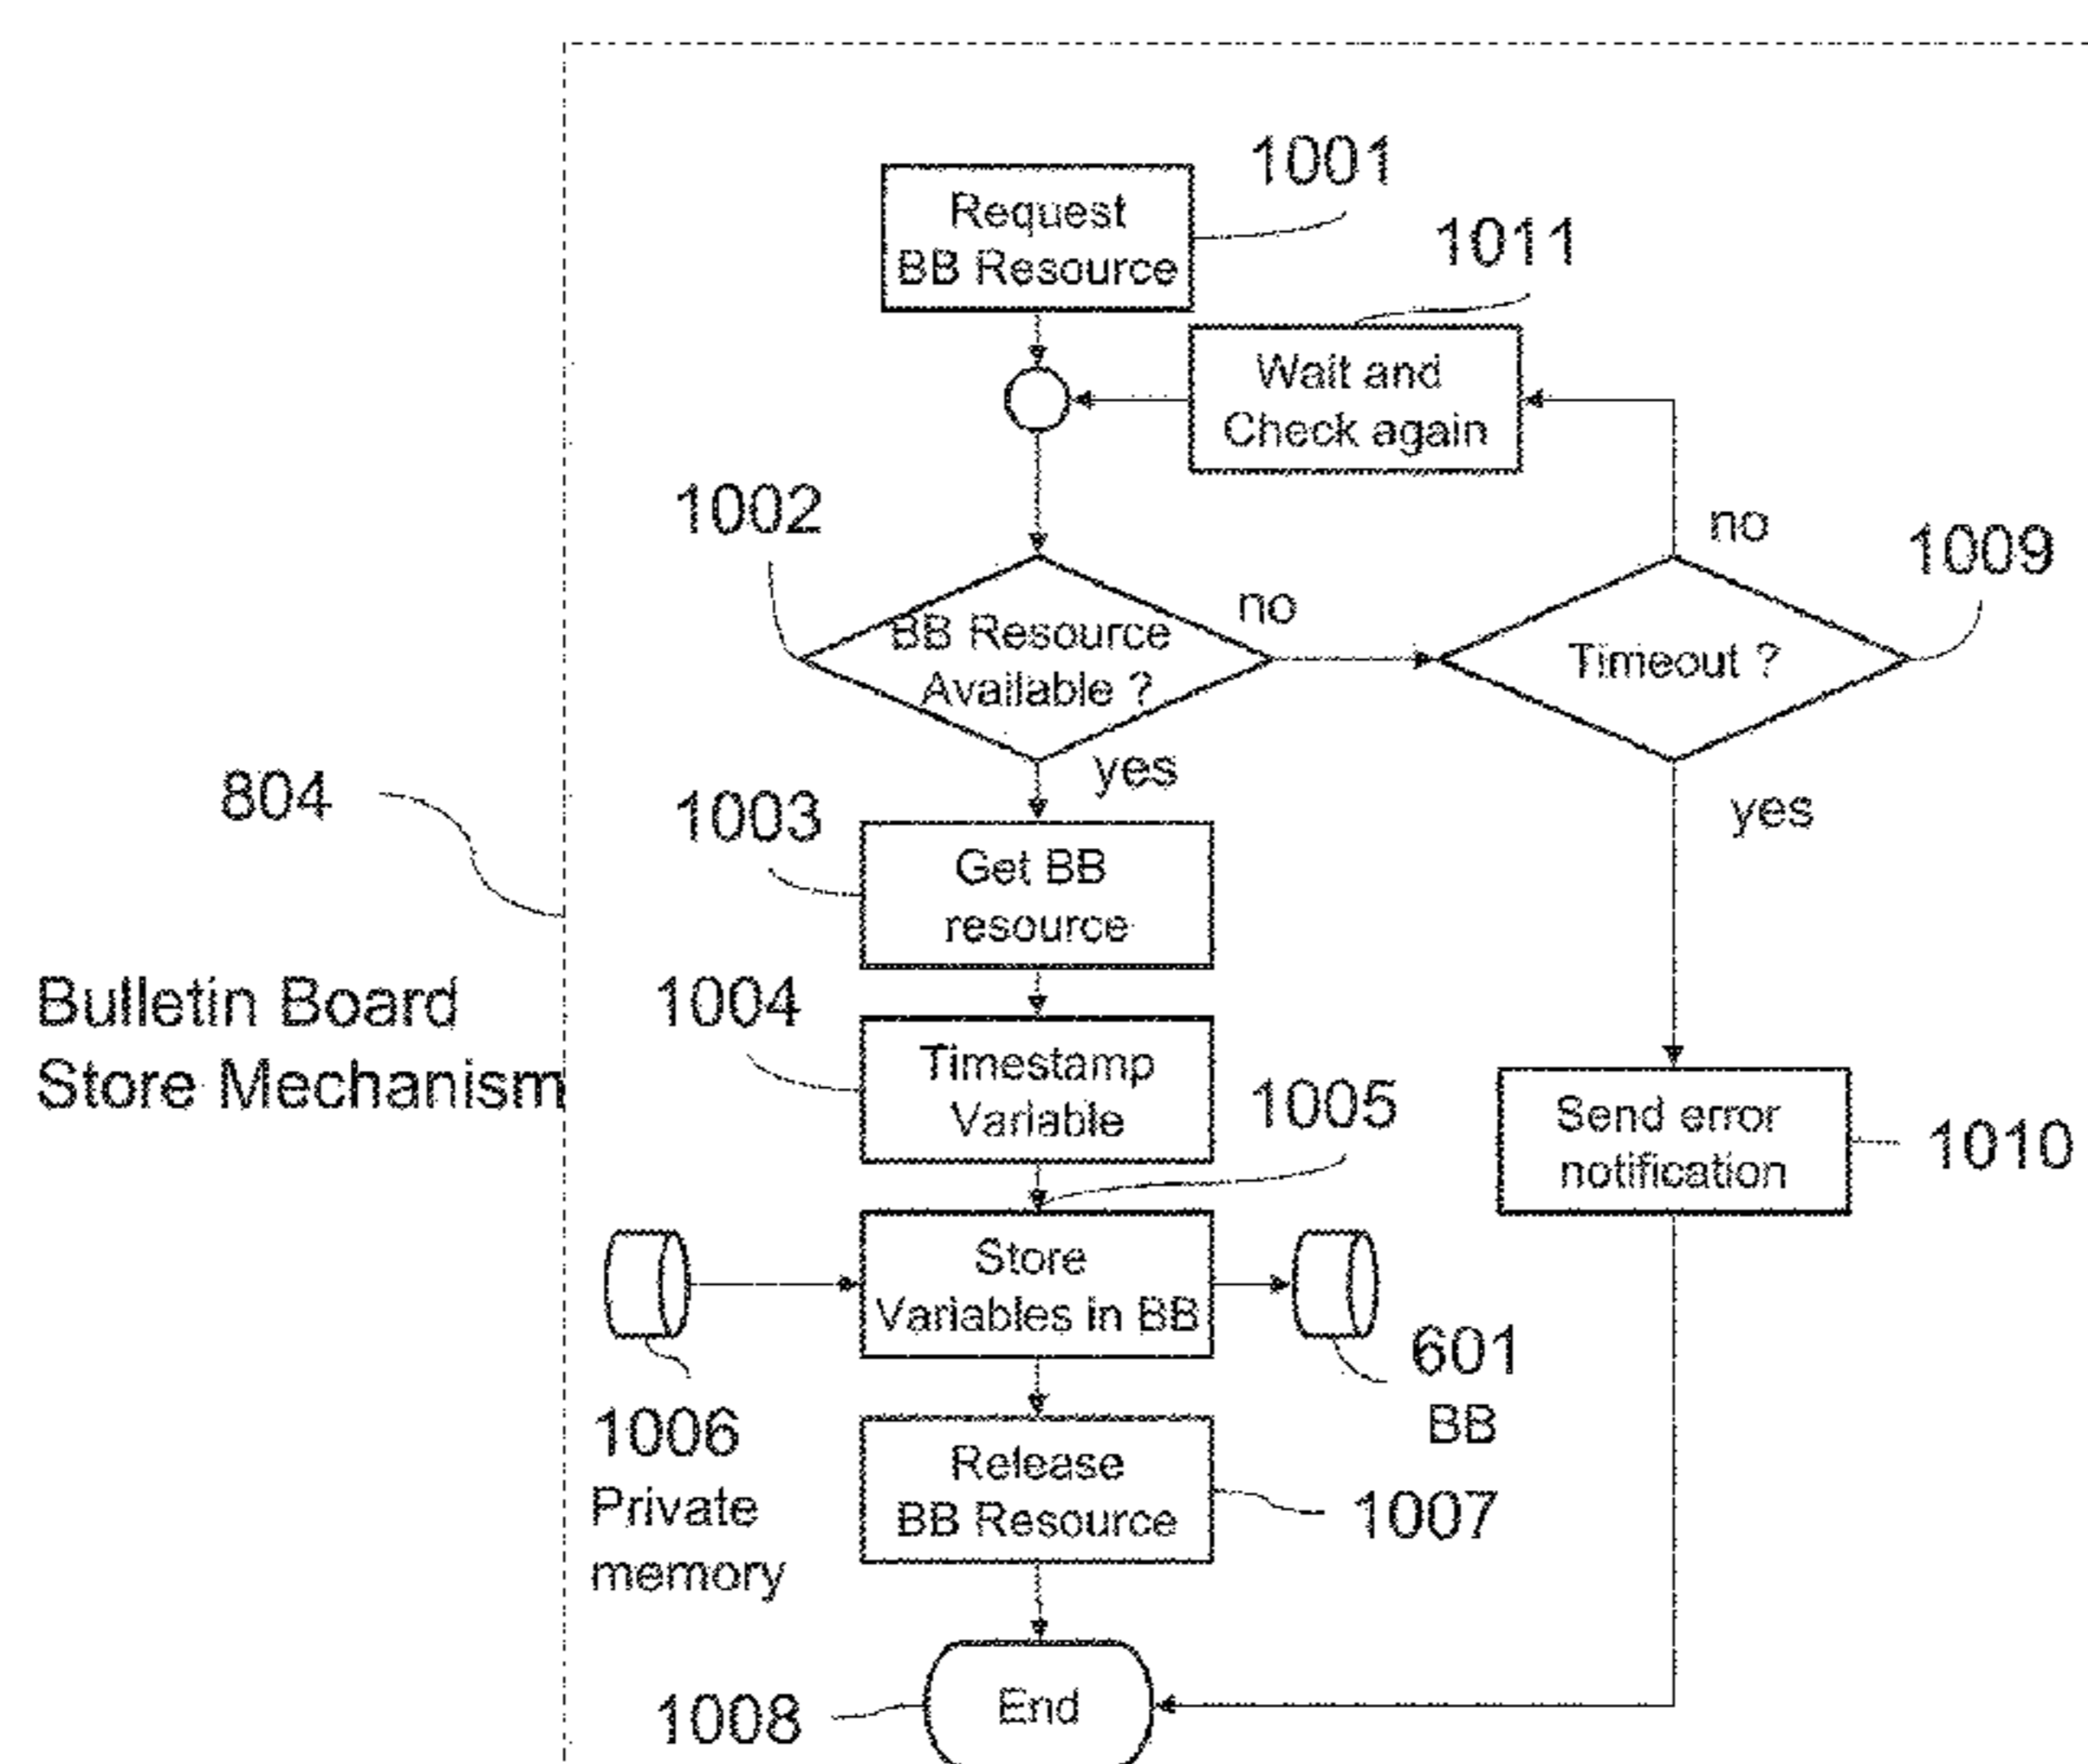 1001
Request
BB Resource
1011
Wait and
Check again
1002
no
1009
BB Resource
Available ?
no
Timeout ?
yes
yes
804
1003
Get BB
resource
Bulletin Board
Store Mechanism
1004
Timestamp
Variable
1005
Send error
notification
1010
Store
Variables in BB
601
BB
1006
Private
memory
Release
BB Resource
1007
1008
End